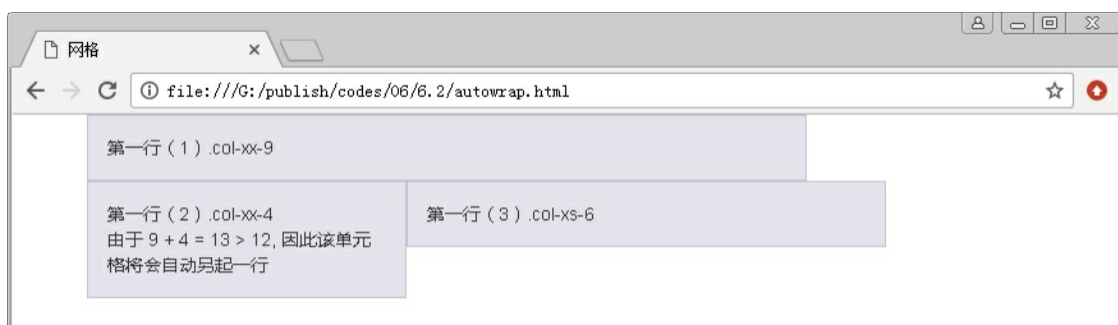 网格
file:///G:/publish/codes/06/6.2/autowrap.html
第一行（1）.col-xx-9
第一行（2）.col-xx-4
由于 9 + 4 = 13 > 12, 因此该单元
格将会自动另起一行
第一行（3）.col-xs-6